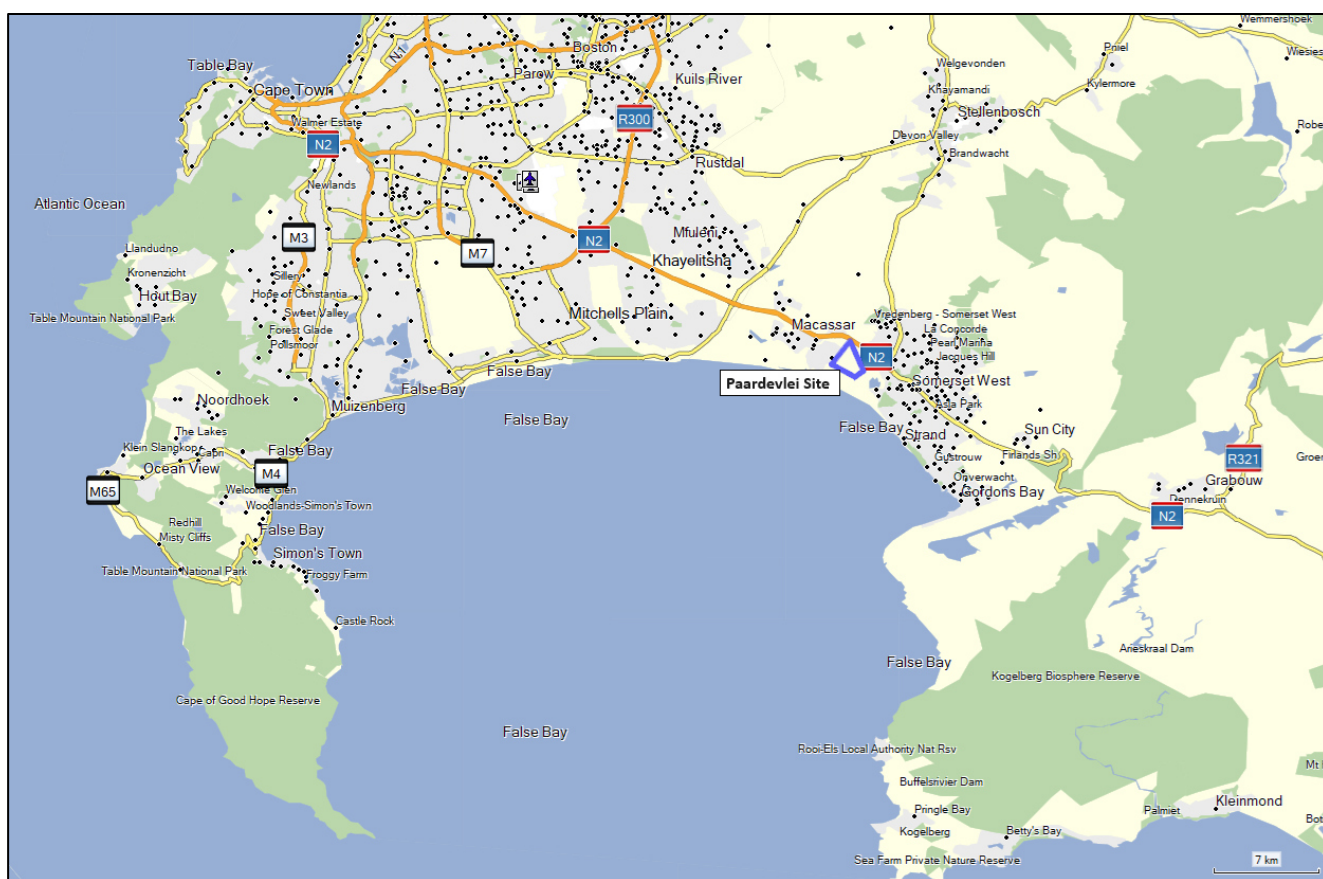 Wemmershoek
Boston
Pniel
Wiesies
N1
Table Bay
Welgevonden
Parow
Kuils River
Kylemore
Cape Town
Khayamandi
Stellenbosch
R300
Walmer Estate
Robe
N2
Devon Valley
Brandwacht
Rustdal
Newlands
Atlantic Ocean
M3
Mfuleni
N2
Llandudno
M7
Khayelitsha
Kronenzicht
Sillery
Hout Bay
Hope of Constantia
Sweet Valley
Mitchells Plain
Vredenberg - Somerset West
Table Mountain National Park
Macassar
La Concorde
Forest Glade
Pollsmoor
Pearl Marina
N2
Jacques Hill
False Bay
Paardevlei Site
Somerset West
False Bay
Noordhoek
Muizenberg
Asla Park
False Bay
False Bay
The Lakes
Sun City
Strand
Klein Slangkop
Capri
False Bay
Gustrouw
Firlands Sh
R321
Groen
Ocean View
M4
Onverwacht
Grabouw
M65
Welcome Glen
Gordons Bay
Dennekruin
Woodlands-Simon's Town
N2
Redhill
Misty Cliffs
False Bay
Simon's Town
Table Mountain National Park
Froggy Farm
Castle Rock
Arieskraal Dam
False Bay
Kogelberg Biosphere Reserve
Cape of Good Hope Reserve
False Bay
Rooi-Els Local Authority Nat Rsv
Mt
Buffelsrivier Dam
Kleinmond
Pringle Bay
Palmiet
Bot
Kogelberg
Betty's Bay
Sea Farm Private Nature Reserve
7 km